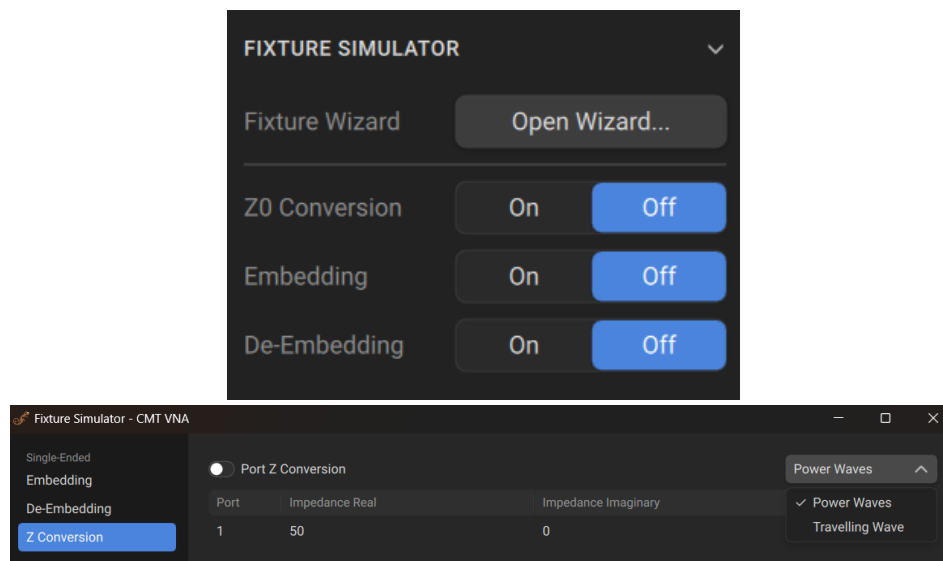 FIXTURE SIMULATOR
Fixture Wizard Open Wizard...
Z0 Conversion On Off
Embedding On Off
De-Embedding On Off
Fixture Simulator - CMT VNA
Single-Ended
Embedding
De-Embedding
Z Conversion
Port Z Conversion Power Waves
Port Impedance Real Impedance Imaginary
1 50 0
Power Waves
Travelling Wave